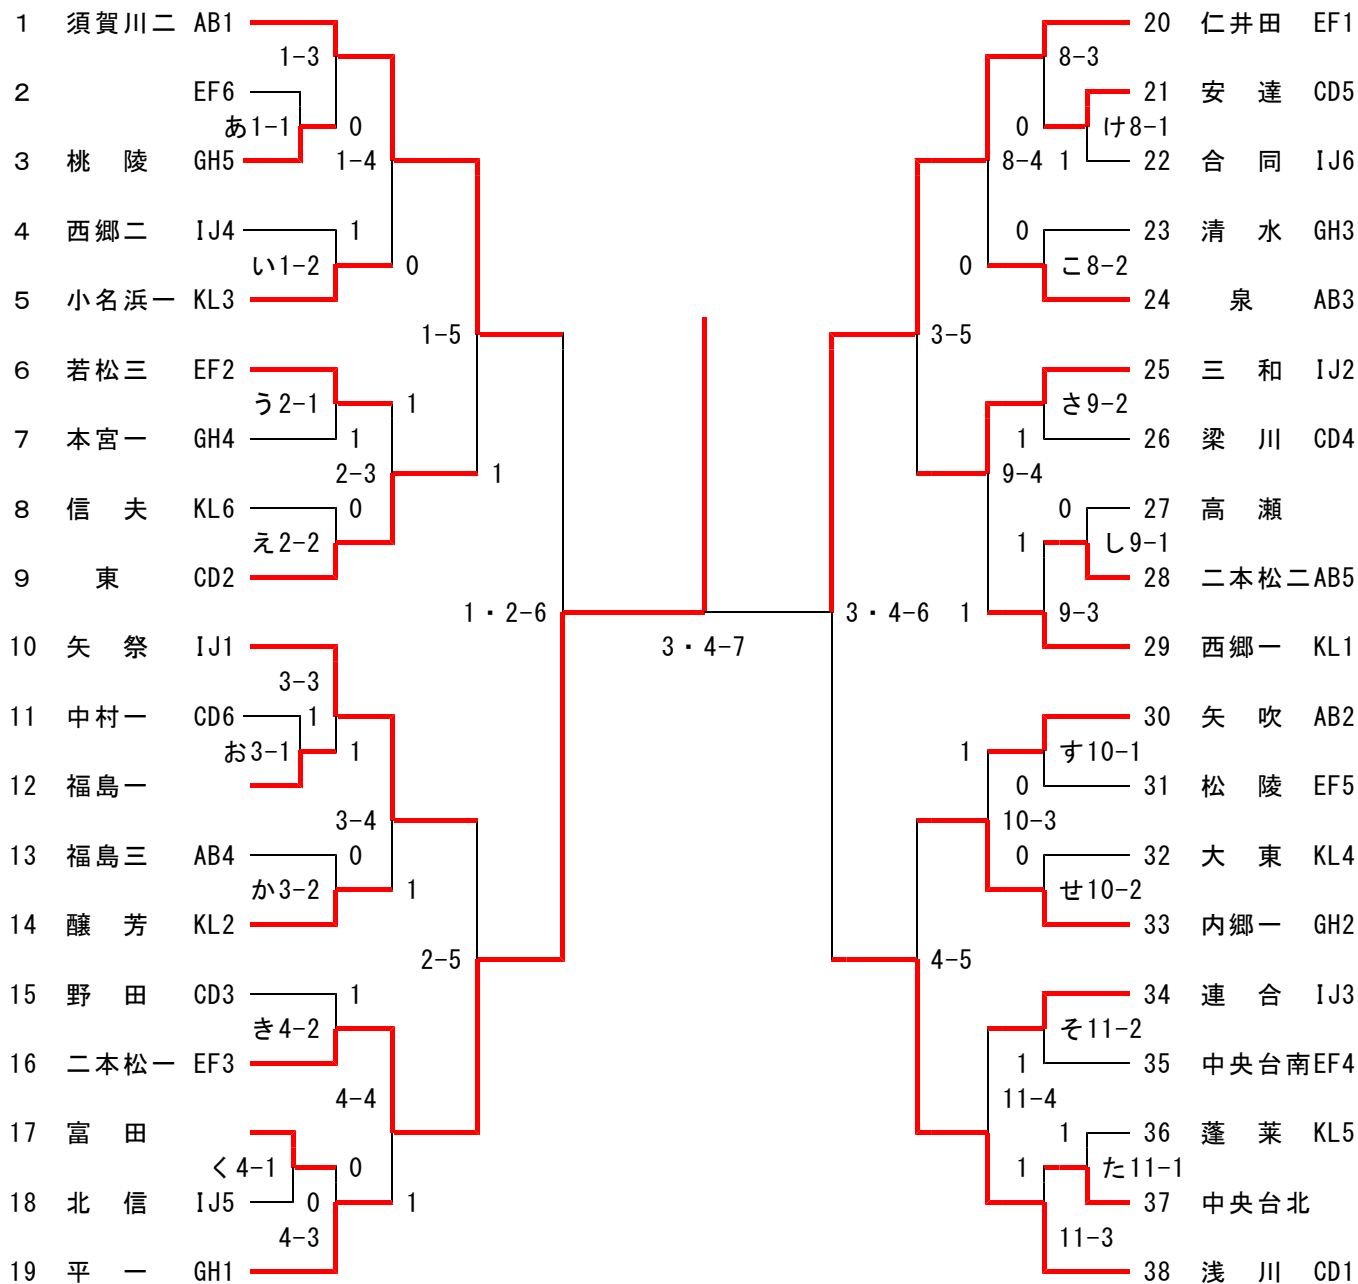 1 須賀川二 AB1
1-3
2 EF6
あ1-1 0
3 桃 陵 GH5
1-4
4 西郷二 IJ4 1
い1-2 0
5 小名浜一 KL3
1-5
6 若松三 EF2
う2-1 1
7 本宮一 GH4 1
2-3 1
8 信 夫 KL6 0
え2-2
9 東 CD2
1・2-6
10 矢 祭 IJ1
3-3
11 中村一 CD6 1
お3-1 1
12 福島一
3-4
13 福島三 AB4 0
か3-2 1
14 醸 芳 KL2
2-5
15 野 田 CD3 1
き4-2
16 二本松一 EF3
4-4
17 富 田
く4-1 0
18 北 信 IJ5 0 1
4-3
19 平 一 GH1
3・4-7
20 仁井田 EF1
8-3
21 安 達 CD5
0 け8-1
8-4 1 22 合 同 IJ6
0 23 清 水 GH3
0 こ8-2
24 泉 AB3
3-5
25 三 和 IJ2
さ9-2
1 26 梁 川 CD4
9-4
0 27 高 瀬
1 し9-1
28 二本松二 AB5
3・4-6 1 9-3
29 西郷一 KL1
30 矢 吹 AB2
1 す10-1
0 31 松 陵 EF5
10-3
0 32 大 東 KL4
せ10-2
33 内郷一 GH2
4-5
34 連 合 IJ3
そ11-2
1 35 中央台南 EF4
11-4
1 36 蓬 莱 KL5
1 た11-1
37 中央台北
11-3
38 浅 川 CD1